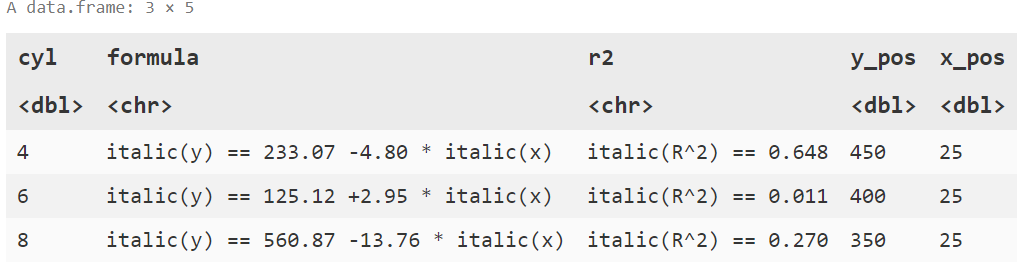 A data.frame: 3 × 5
cyl formula r2 y_pos x_pos
<dbl> <chr> <chr> <dbl> <dbl>
4 italic(y) == 233.07 -4.80 * italic(x) italic(R^2) == 0.648 450 25
6 italic(y) == 125.12 +2.95 * italic(x) italic(R^2) == 0.011 400 25
8 italic(y) == 560.87 -13.76 * italic(x) italic(R^2) == 0.270 350 25